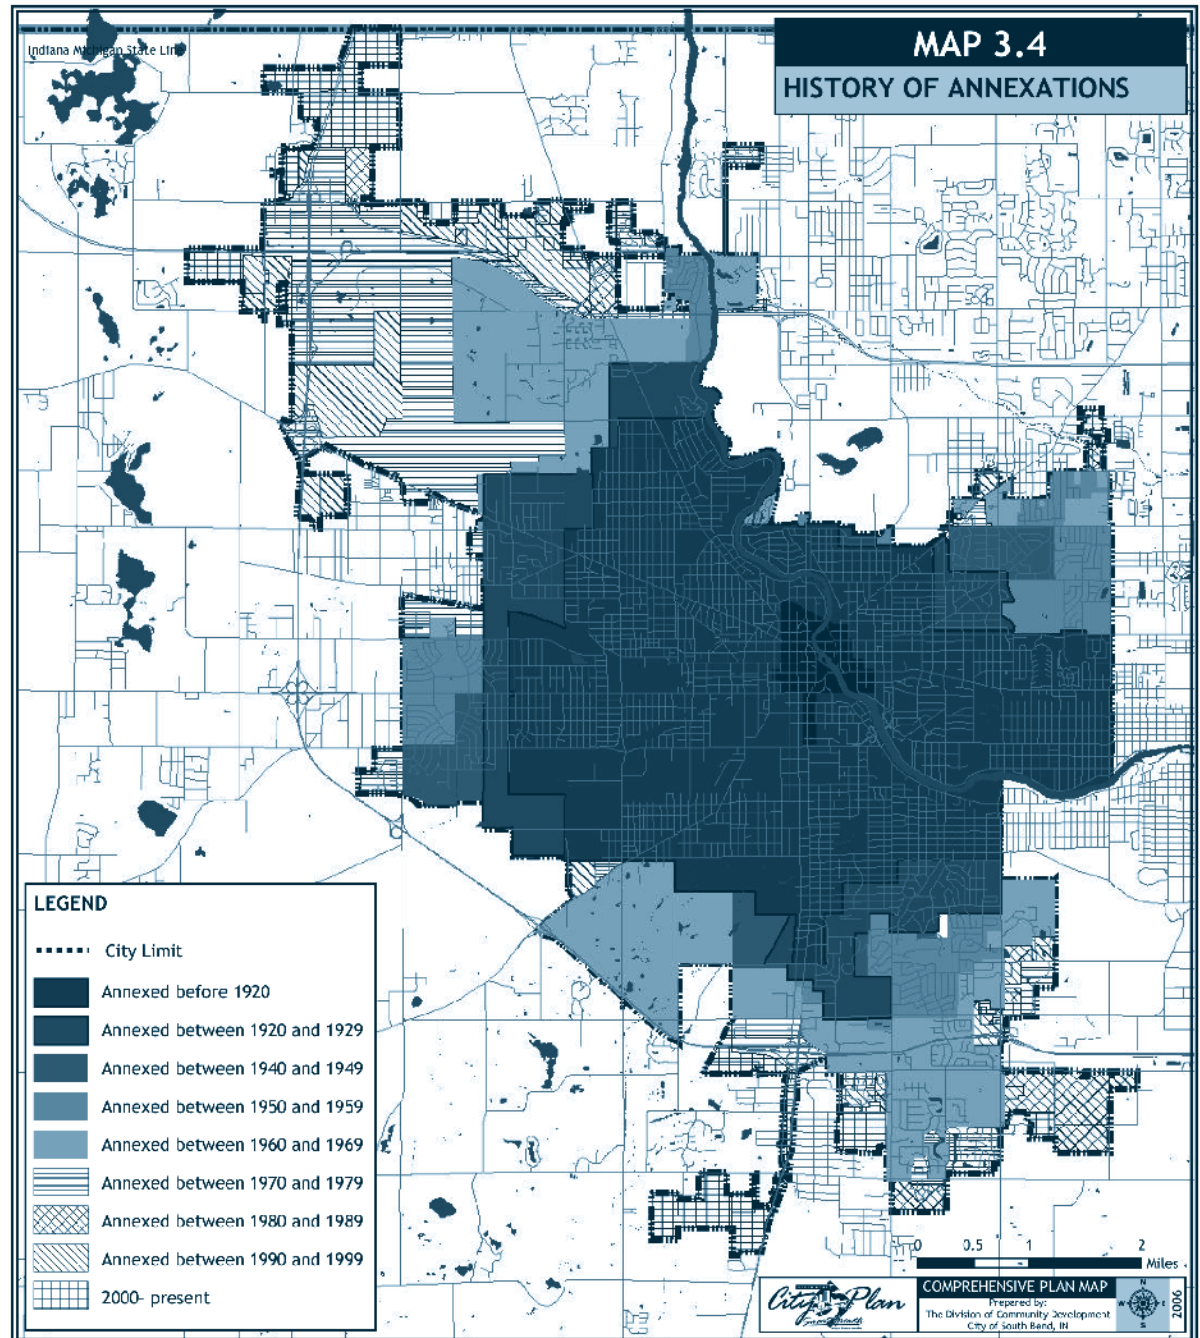 MAP 3.4
HISTORY OF ANNEXATIONS
Indiana Michigan State Line
LEGEND
City Limit
Annexed before 1920
Annexed between 1920 and 1929
Annexed between 1940 and 1949
Annexed between 1950 and 1959
Annexed between 1960 and 1969
Annexed between 1970 and 1979
Annexed between 1980 and 1989
Annexed between 1990 and 1999
2000- present
0 0.5 1 2
Miles
City Plan
COMPREHENSIVE PLAN MAP
Prepared by:
The Division of Community Development
City of South Bend, IN
N
W E
S
2006